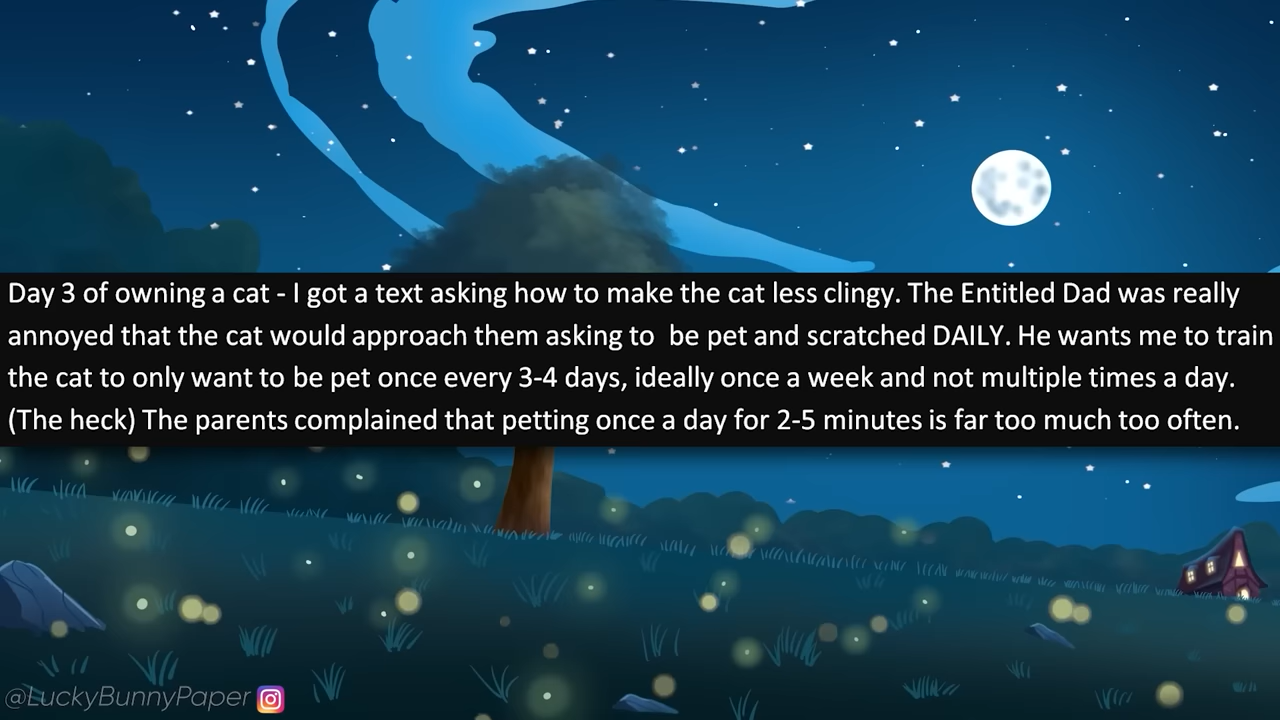 Day 3 of owning a cat - I got a text asking how to make the cat less clingy. The Entitled Dad was really
annoyed that the cat would approach them asking to  be pet and scratched DAILY. He wants me to train
the cat to only want to be pet once every 3-4 days, ideally once a week and not multiple times a day.
(The heck) The parents complained that petting once a day for 2-5 minutes is far too much too often.
@LuckyBunnyPaper